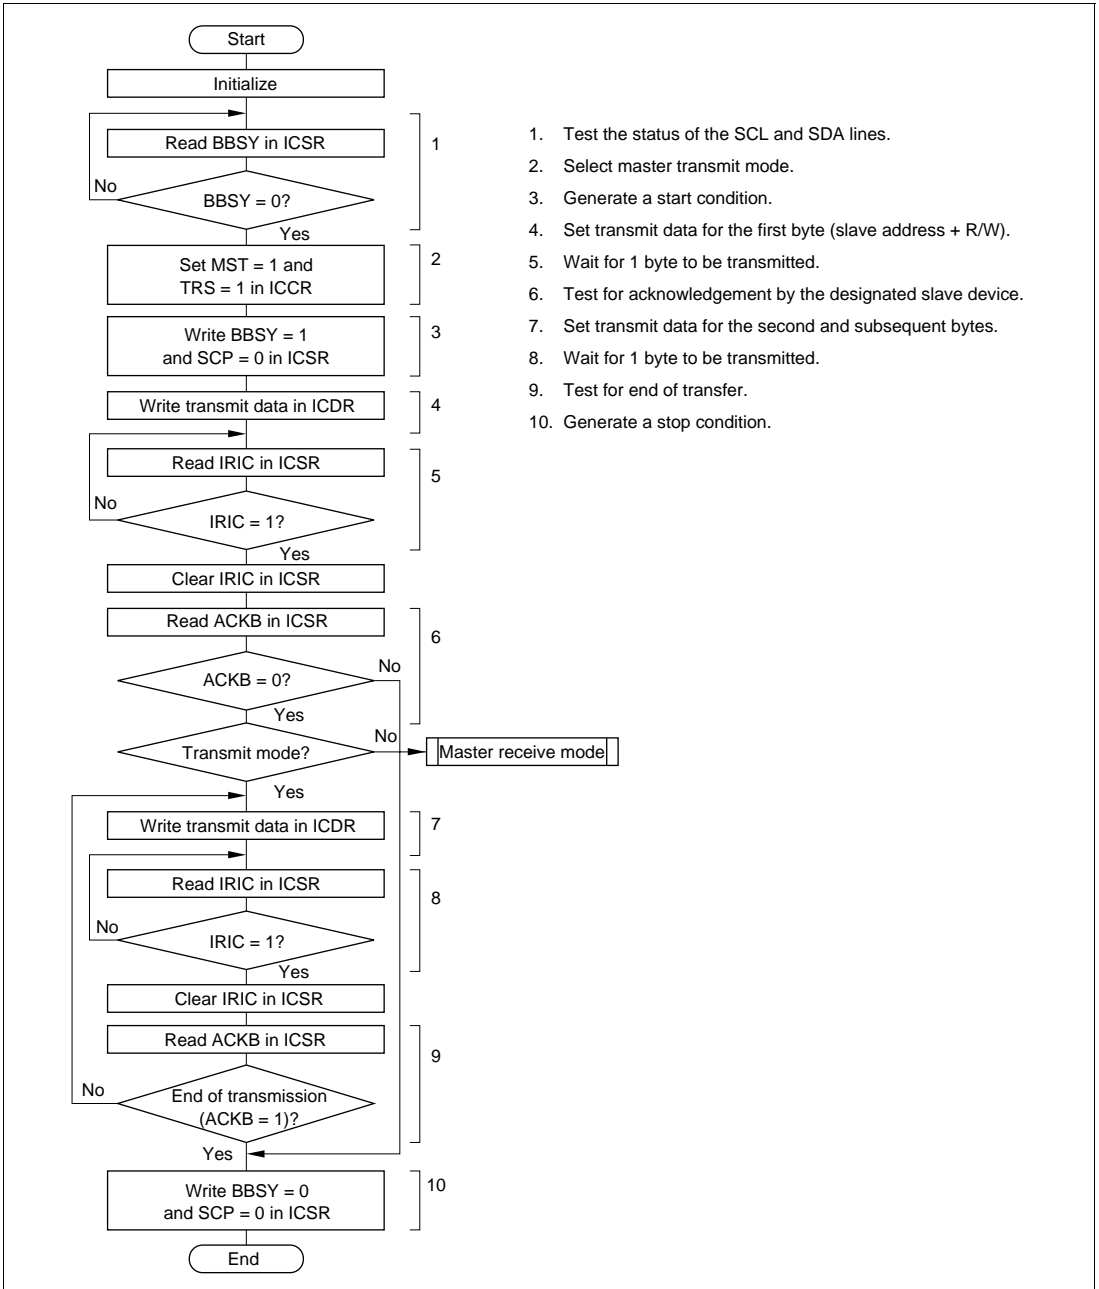 Start
Initialize
Read BBSY in ICSR
1
No
BBSY = 0?
Yes
Set MST = 1 and
TRS = 1 in ICCR
2
Write BBSY = 1
and SCP = 0 in ICSR
3
Write transmit data in ICDR
4
Read IRIC in ICSR
5
No
IRIC = 1?
Yes
Clear IRIC in ICSR
Read ACKB in ICSR
6
No
ACKB = 0?
Yes
No
Transmit mode?
Master receive mode
Yes
Write transmit data in ICDR
7
Read IRIC in ICSR
8
No
IRIC = 1?
Yes
Clear IRIC in ICSR
Read ACKB in ICSR
9
No
End of transmission
(ACKB = 1)?
Yes
Write BBSY = 0
and SCP = 0 in ICSR
10
End
1. Test the status of the SCL and SDA lines.
2. Select master transmit mode.
3. Generate a start condition.
4. Set transmit data for the first byte (slave address + R/W).
5. Wait for 1 byte to be transmitted.
6. Test for acknowledgement by the designated slave device.
7. Set transmit data for the second and subsequent bytes.
8. Wait for 1 byte to be transmitted.
9. Test for end of transfer.
10. Generate a stop condition.